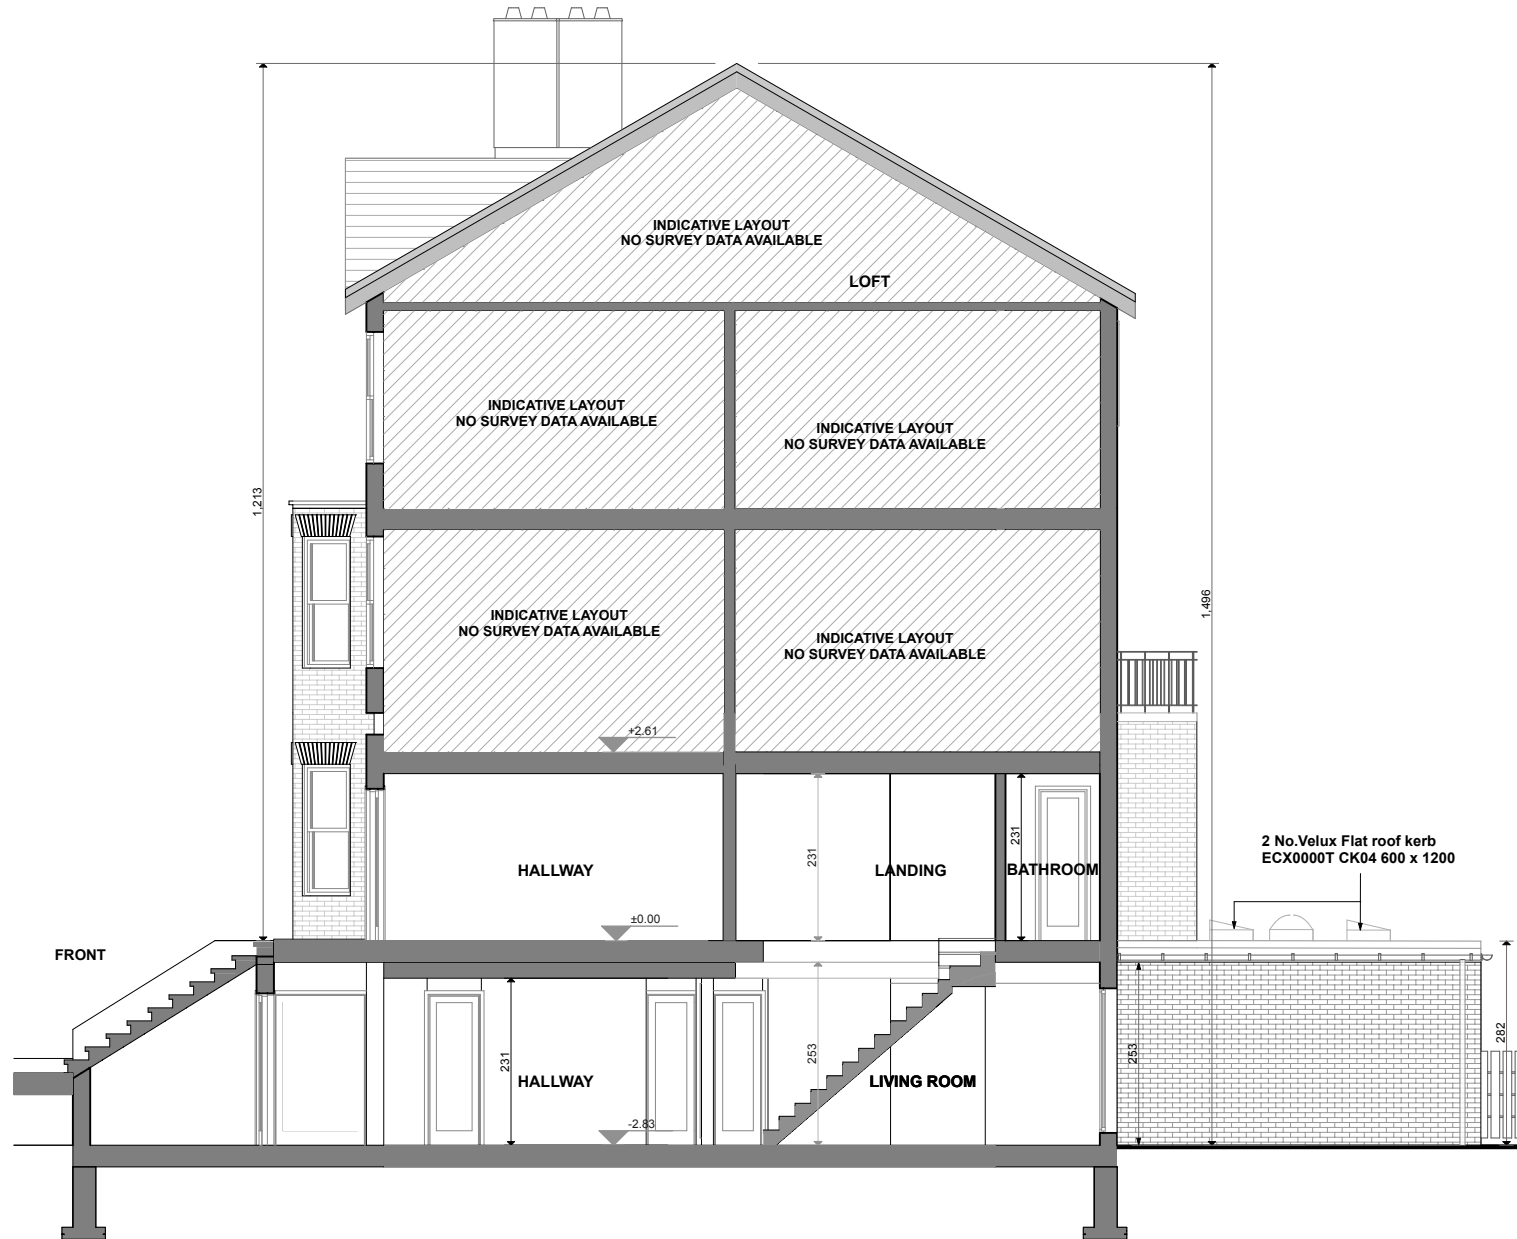 INDICATIVE LAYOUT
NO SURVEY DATA AVAILABLE
LOFT
INDICATIVE LAYOUT
NO SURVEY DATA AVAILABLE
INDICATIVE LAYOUT
NO SURVEY DATA AVAILABLE
1,213
1,496
INDICATIVE LAYOUT
NO SURVEY DATA AVAILABLE
INDICATIVE LAYOUT
NO SURVEY DATA AVAILABLE
+2.61
231
231
HALLWAY
LANDING
BATHROOM
2 No.Velux Flat roof kerb
ECX0000T CK04 600 x 1200
±0.00
FRONT
231
253
253
282
HALLWAY
LIVING ROOM
-2.83